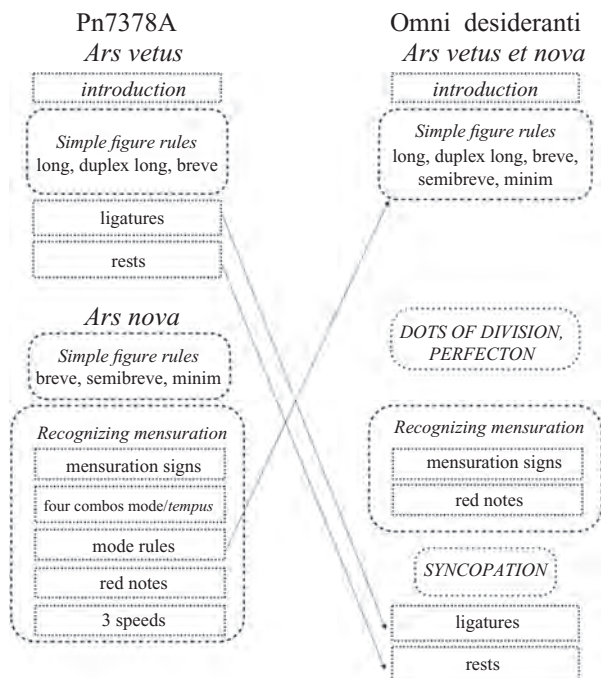 Pn7378A
Ars vetus
introduction
Simple figure rules
long, duplex long, breve
ligatures
rests
Ars nova
Simple figure rules
breve, semibreve, minim
Recognizing mensuration
mensuration signs
four combos mode/tempus
mode rules
red notes
3 speeds
Omni desideranti
Ars vetus et nova
introduction
Simple figure rules
long, duplex long, breve,
semibreve, minim
DOTS OF DIVISION,
PERFECTON
Recognizing mensuration
mensuration signs
red notes
SYNCOPATION
ligatures
rests